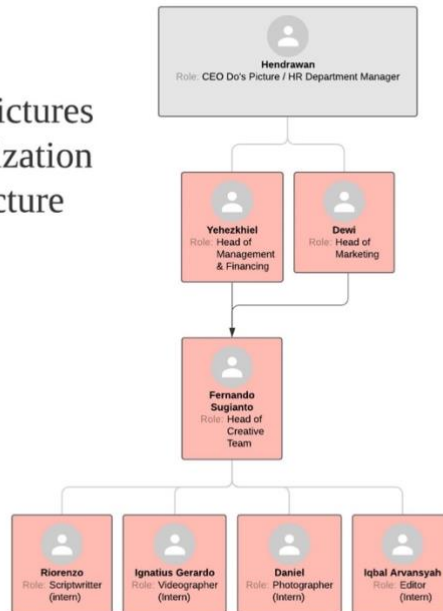 ictures
ization
cture
Hendrawan
Role: CEO Do's Picture / HR Department Manager
Yehezkhiel
Role: Head of
Management
& Financing
Dewi
Role: Head of
Marketing
Fernando
Sugianto
Role: Head of
Creative
Team
Riorenzo
Role: Scriptwritter
(intern)
Ignatius Gerardo
Role: Videographer
(Intern)
Daniel
Role: Photographer
(Intern)
Iqbal Arvansyah
Role: Editor
(Intern)